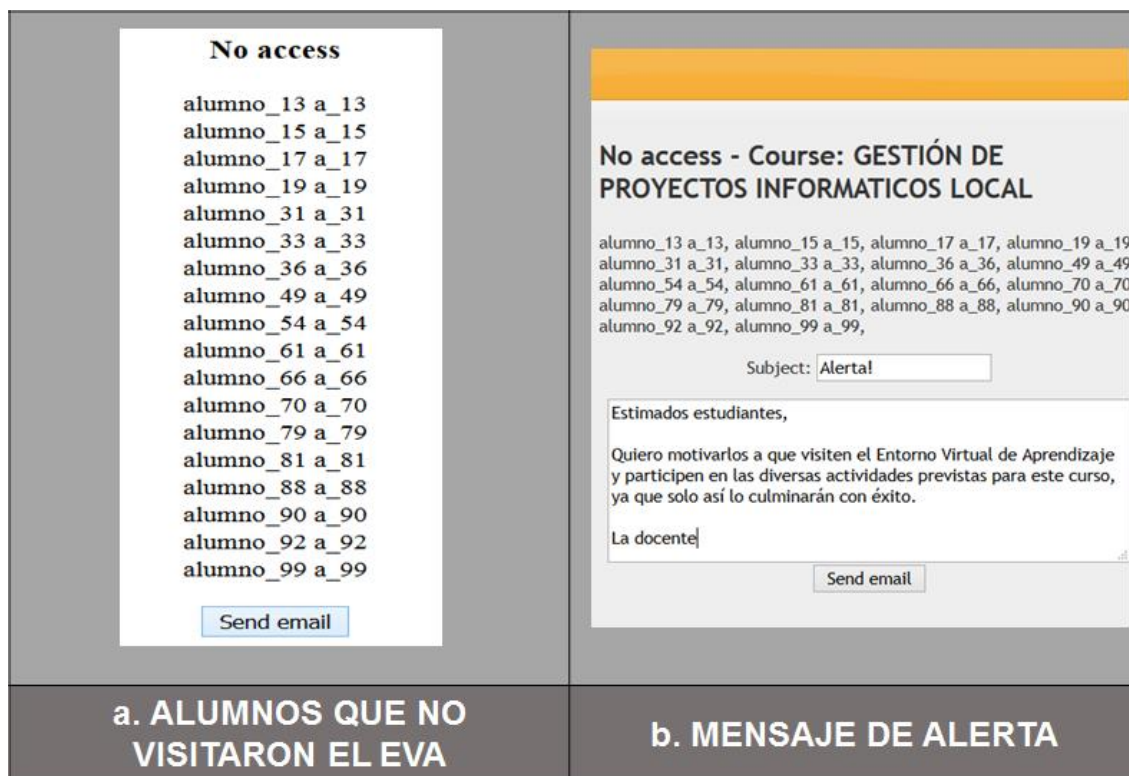 No access
alumno_13 a_13
alumno_15 a_15
alumno_17 a_17
alumno_19 a_19
alumno_31 a_31
alumno_33 a_33
alumno_36 a_36
alumno_49 a_49
alumno_54 a_54
alumno_61 a_61
alumno_66 a_66
alumno_70 a_70
alumno_79 a_79
alumno_81 a_81
alumno_88 a_88
alumno_90 a_90
alumno_92 a_92
alumno_99 a_99
Send email
a. ALUMNOS QUE NO
VISITARON EL EVA
No access - Course: GESTIÓN DE
PROYECTOS INFORMATICOS LOCAL
alumno_13 a_13, alumno_15 a_15, alumno_17 a_17, alumno_19 a_19
alumno_31 a_31, alumno_33 a_33, alumno_36 a_36, alumno_49 a_49
alumno_54 a_54, alumno_61 a_61, alumno_66 a_66, alumno_70 a_70
alumno_79 a_79, alumno_81 a_81, alumno_88 a_88, alumno_90 a_90
alumno_92 a_92, alumno_99 a_99,
Subject: Alerta!
Estimados estudiantes,
Quiero motivarlos a que visiten el Entorno Virtual de Aprendizaje
y participen en las diversas actividades previstas para este curso,
ya que solo así lo culminarán con éxito.
La docente
Send email
b. MENSAJE DE ALERTA